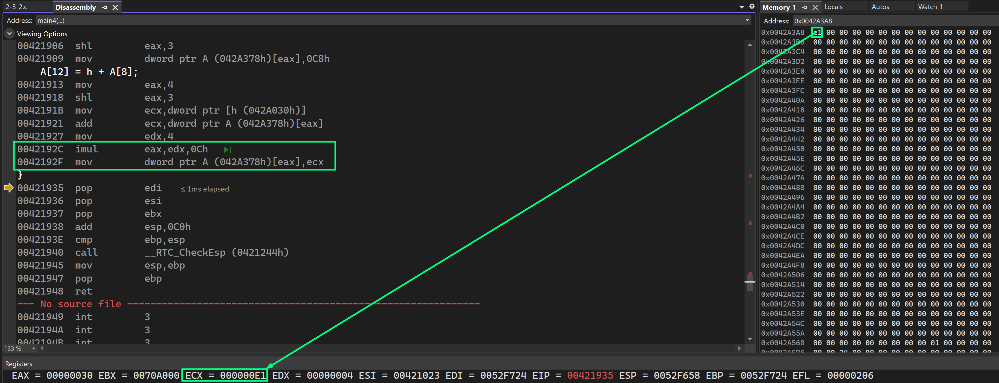 2-3_2.c Disassembly
Address: main4(...)
Viewing Options
00421906 shl eax,3
00421909 mov dword ptr A (042A378h)[eax],0C8h
A[12] = h + A[8];
00421913 mov eax,4
00421918 shl eax,3
0042191B mov ecx,dword ptr [h (042A030h)]
00421921 add ecx,dword ptr A (042A378h)[eax]
00421927 mov edx,4
0042192C imul eax,edx,0Ch
0042192F mov dword ptr A (042A378h)[eax],ecx
}
00421935 pop edi ≤ 1ms elapsed
00421936 pop esi
00421937 pop ebx
00421938 add esp,0C0h
0042193E cmp ebp,esp
00421940 call __RTC_CheckEsp (0421244h)
00421945 mov esp,ebp
00421947 pop ebp
00421948 ret
--- No source file -------------------------------------------------------------
00421949 int 3
0042194A int 3
0042194B int 3
133 %
Memory 1 Locals Autos Watch 1
Address: 0x0042A3A8
0x0042A3A8 e1 00 00 00 00 00 00 00 00 00 00 00 00 00
0x0042A3B6 00 00 00 00 00 00 00 00 00 00 00 00 00 00
0x0042A3C4 00 00 00 00 00 00 00 00 00 00 00 00 00 00
0x0042A3D2 00 00 00 00 00 00 00 00 00 00 00 00 00 00
0x0042A3E0 00 00 00 00 00 00 00 00 00 00 00 00 00 00
0x0042A3EE 00 00 00 00 00 00 00 00 00 00 00 00 00 00
0x0042A3FC 00 00 00 00 00 00 00 00 00 00 00 00 00 00
0x0042A40A 00 00 00 00 00 00 00 00 00 00 00 00 00 00
0x0042A418 00 00 00 00 00 00 00 00 00 00 00 00 00 00
0x0042A426 00 00 00 00 00 00 00 00 00 00 00 00 00 00
0x0042A434 00 00 00 00 00 00 00 00 00 00 00 00 00 00
0x0042A442 00 00 00 00 00 00 00 00 00 00 00 00 00 00
0x0042A450 00 00 00 00 00 00 00 00 00 00 00 00 00 00
0x0042A45E 00 00 00 00 00 00 00 00 00 00 00 00 00 00
0x0042A46C 00 00 00 00 00 00 00 00 00 00 00 00 00 00
0x0042A47A 00 00 00 00 00 00 00 00 00 00 00 00 00 00
0x0042A488 00 00 00 00 00 00 00 00 00 00 00 00 00 00
0x0042A496 00 00 00 00 00 00 00 00 00 00 00 00 00 00
0x0042A4A4 00 00 00 00 00 00 00 00 00 00 00 00 00 00
0x0042A4B2 00 00 00 00 00 00 00 00 00 00 00 00 00 00
0x0042A4C0 00 00 00 00 00 00 00 00 00 00 00 00 00 00
0x0042A4CE 00 00 00 00 00 00 00 00 00 00 00 00 00 00
0x0042A4DC 00 00 00 00 00 00 00 00 00 00 00 00 00 00
0x0042A4EA 00 00 00 00 00 00 00 00 00 00 00 00 00 00
0x0042A4F8 00 00 00 00 00 00 00 00 00 00 00 00 00 00
0x0042A506 00 00 00 00 00 00 00 00 00 00 00 00 00 00
0x0042A514 00 00 00 00 00 00 00 00 00 00 00 00 00 00
0x0042A522 00 00 00 00 00 00 00 00 00 00 00 00 00 00
0x0042A530 00 00 00 00 00 00 00 00 00 00 00 00 00 00
0x0042A53E 00 00 00 00 00 00 00 00 00 00 00 00 00 00
0x0042A54C 00 00 00 00 00 00 00 00 00 00 00 00 00 00
0x0042A55A 00 00 00 00 00 00 00 00 00 00 00 00 00 00
0x0042A568 00 00 00 00 00 00 00 00 00 01 00 00 00 00
0x0042A576 00 00 24 00 00 00 00 00 00 00 00 00 00 00
Registers
EAX = 00000030 EBX = 0070A000 ECX = 000000E1 EDX = 00000004 ESI = 00421023 EDI = 0052F724 EIP = 00421935 ESP = 0052F658 EBP = 0052F724 EFL = 00000206